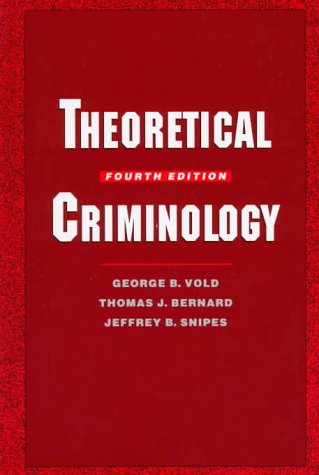 THEORETICAL
FOURTH EDITION
CRIMINOLOGY
GEORGE B. VOLD
THOMAS J. BERNARD
JEFFREY B. SNIPES